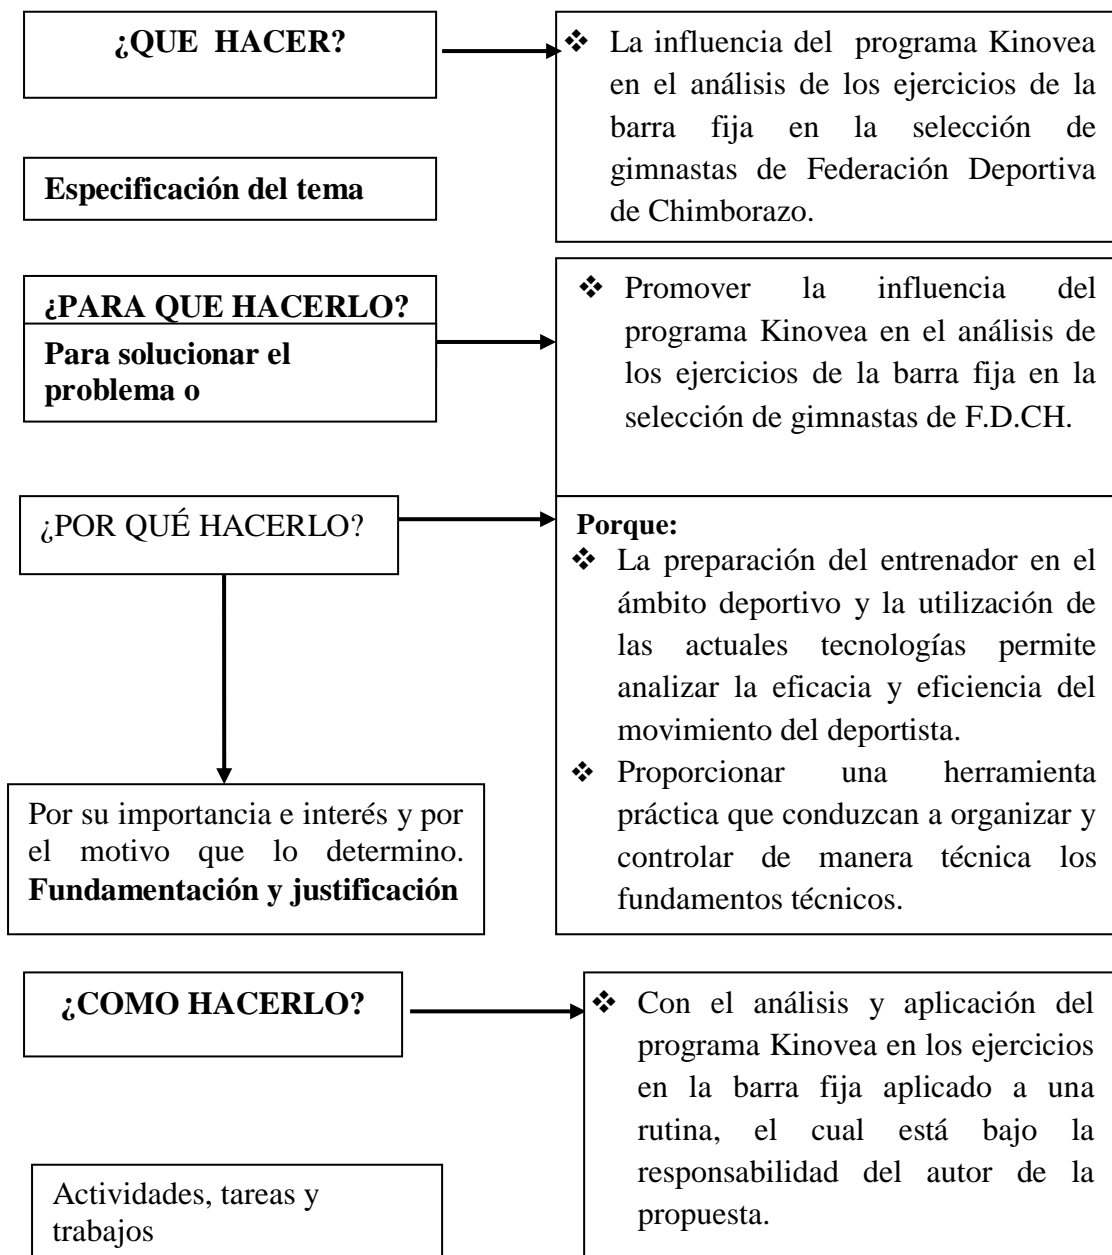 ¿QUE HACER?
❖ La influencia del programa Kinovea
en el análisis de los ejercicios de la
barra fija en la selección de
gimnastas de Federación Deportiva
de Chimborazo.
Especificación del tema
¿PARA QUE HACERLO?
Para solucionar el
problema o
❖ Promover la influencia del
programa Kinovea en el análisis de
los ejercicios de la barra fija en la
selección de gimnastas de F.D.CH.
¿POR QUÉ HACERLO?
Porque:
❖ La preparación del entrenador en el
ámbito deportivo y la utilización de
las actuales tecnologías permite
analizar la eficacia y eficiencia del
movimiento del deportista.
❖ Proporcionar una herramienta
práctica que conduzcan a organizar y
controlar de manera técnica los
fundamentos técnicos.
Por su importancia e interés y por
el motivo que lo determino.
Fundamentación y justificación
¿COMO HACERLO?
❖ Con el análisis y aplicación del
programa Kinovea en los ejercicios
en la barra fija aplicado a una
rutina, el cual está bajo la
responsabilidad del autor de la
propuesta.
Actividades, tareas y
trabajos